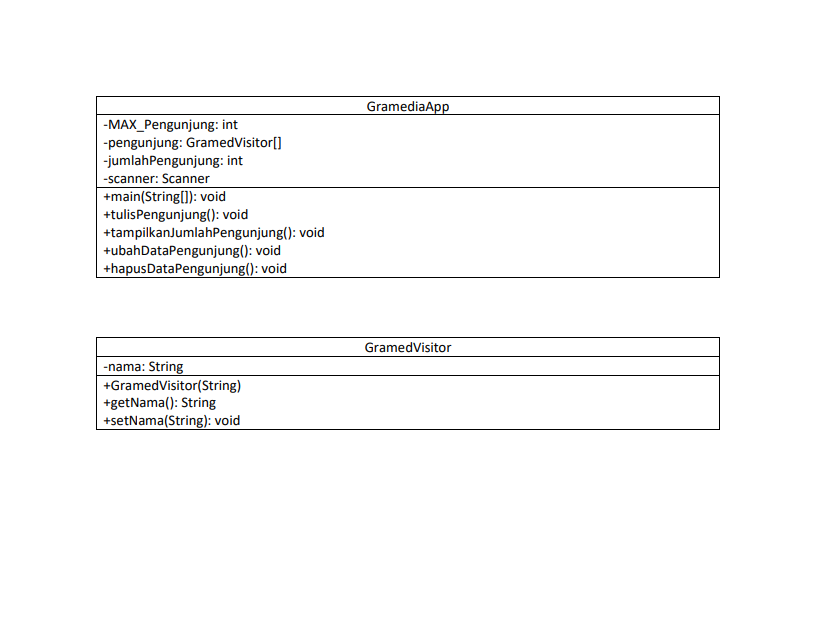 GramediaApp
-MAX_Pengunjung: int
-pengunjung: GramedVisitor[]
-jumlahPengunjung: int
-scanner: Scanner
+main(String[]): void
+tulisPengunjung(): void
+tampilkanJumlahPengunjung(): void
+ubahDataPengunjung(): void
+hapusDataPengunjung(): void
GramedVisitor
-nama: String
+GramedVisitor(String)
+getNama(): String
+setNama(String): void